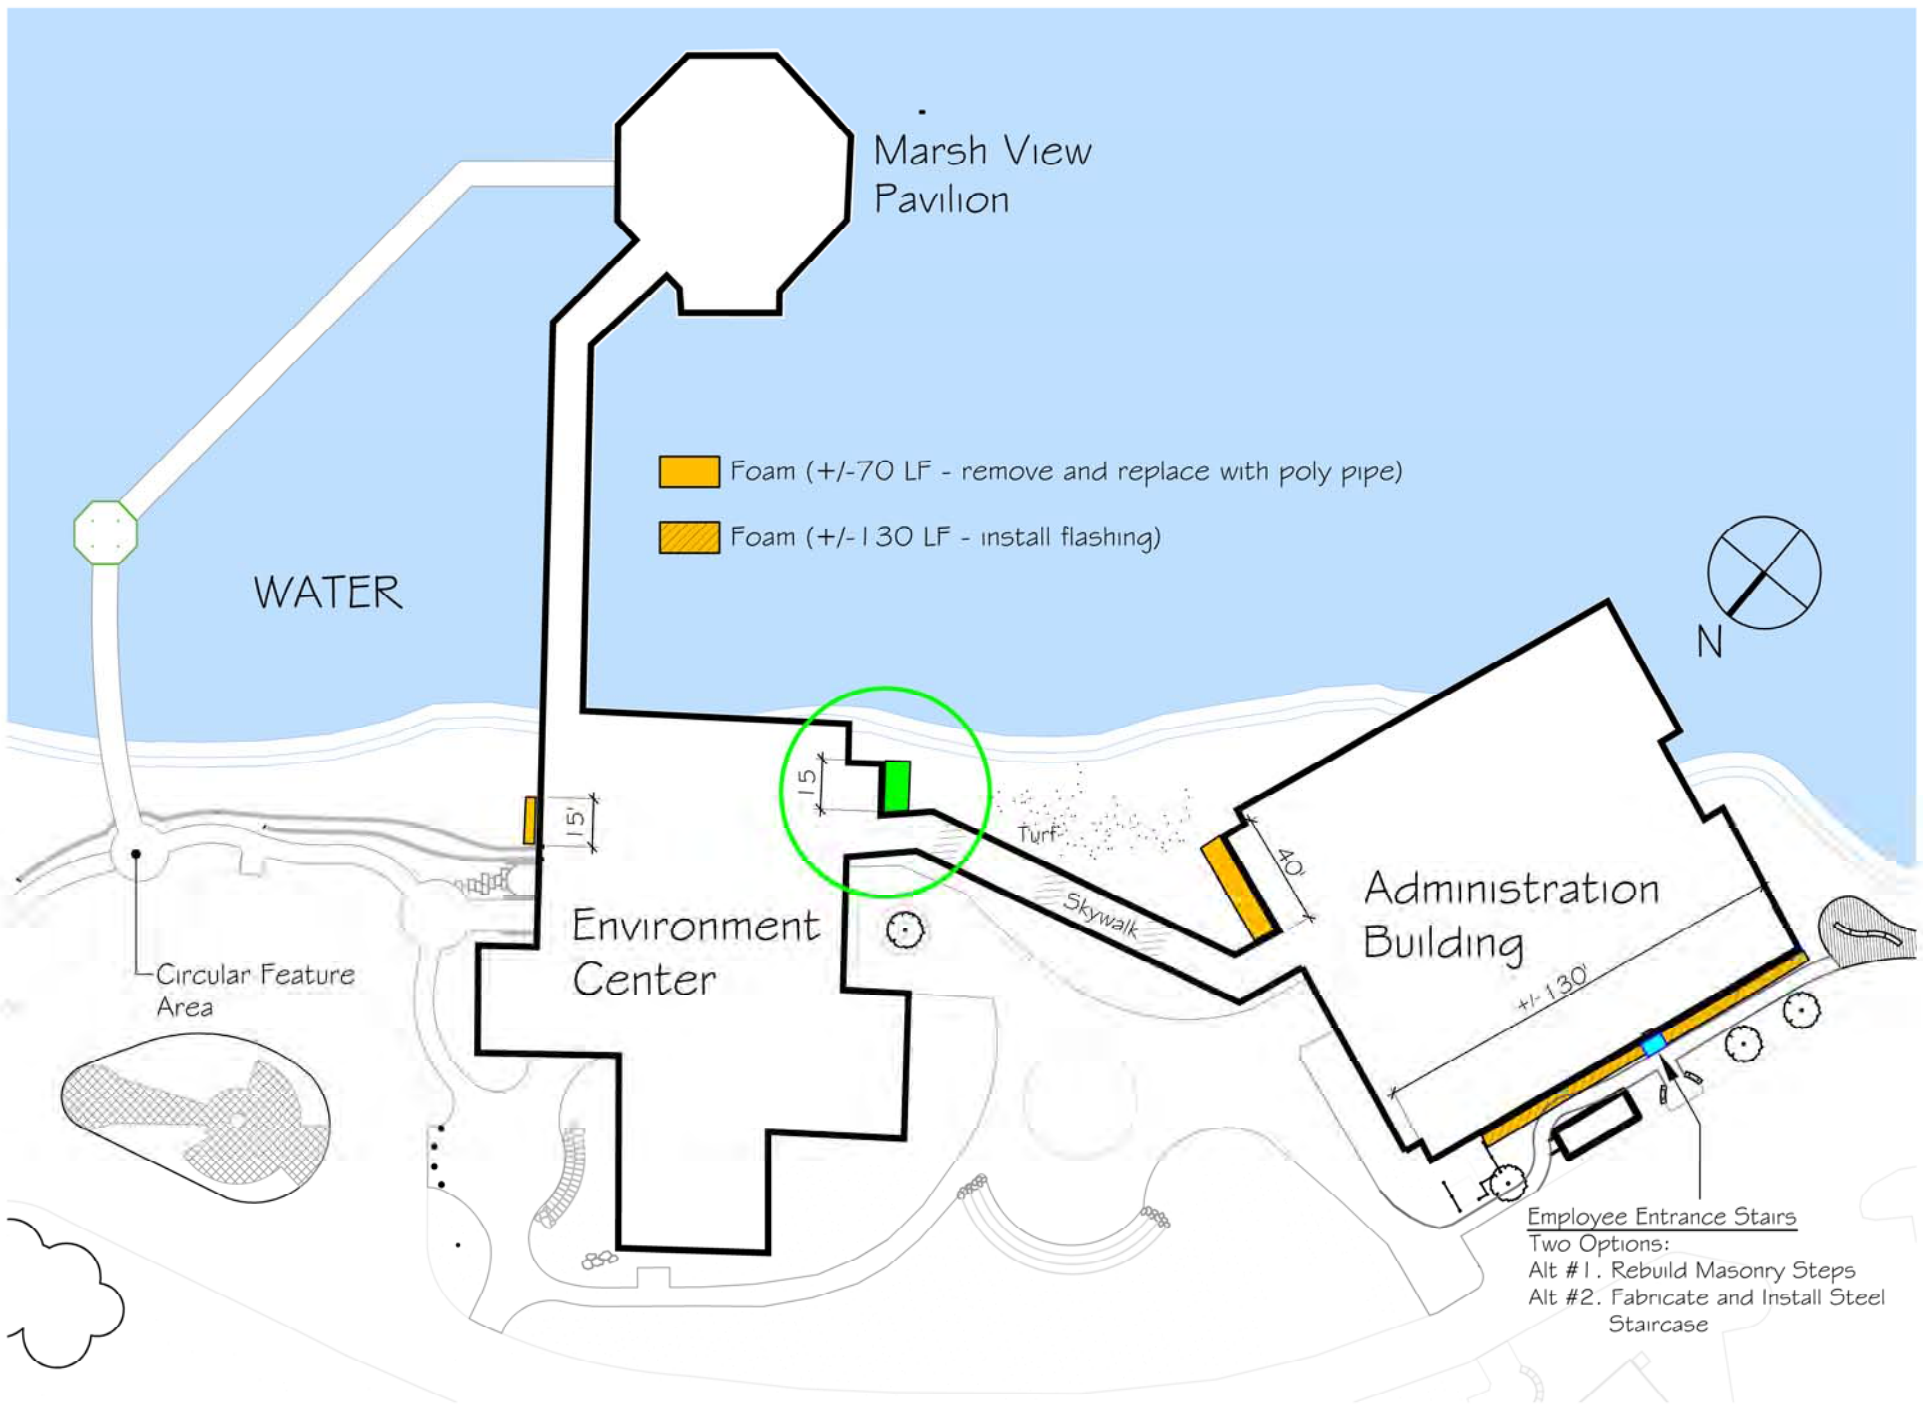 Marsh View
Pavilion
Foam (+/-70 LF - remove and replace with poly pipe)
Foam (+/-130 LF - install flashing)
WATER
N
15
15'
Turf
40'
Skywalk
Administration
Building
Environment
Center
+/-130'
Circular Feature
Area
Employee Entrance Stairs
Two Options:
Alt #1. Rebuild Masonry Steps
Alt #2. Fabricate and Install Steel
Staircase